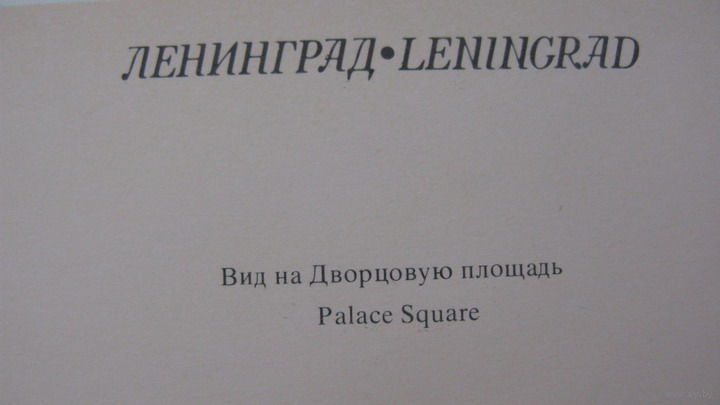 ЛЕНИНГРАД•LENINGRAD
Вид на Дворцовую площадь
Palace Square